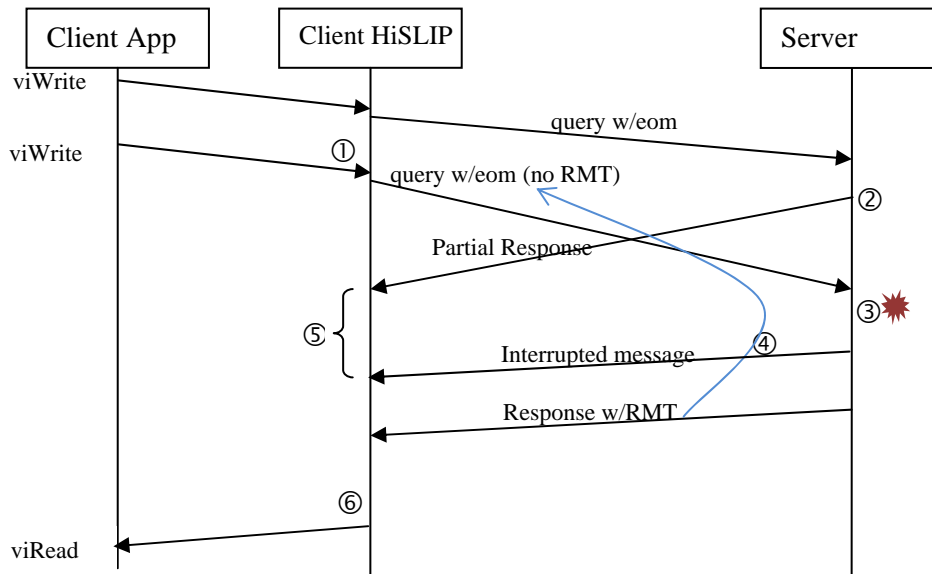 Client App
Client HiSLIP
Server
viWrite
query w/eom
viWrite
①
query w/eom (no RMT)
②
Partial Response
③
⑤
④
Interrupted message
Response w/RMT
⑥
viRead